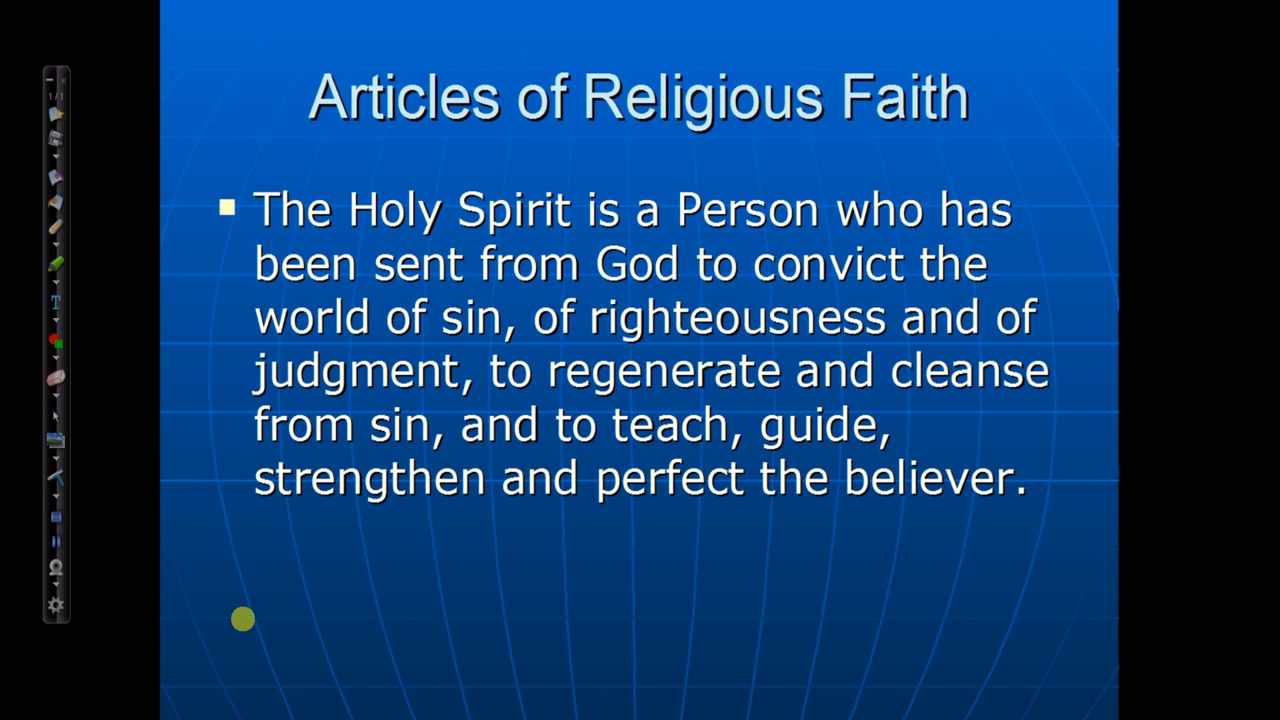 Articles of Religious Faith
The Holy Spirit is a Person who has
been sent from God to convict the
world of sin, of righteousness and of
judgment, to regenerate and cleanse
from sin, and to teach, guide,
strengthen and perfect the believer.
1/1
T